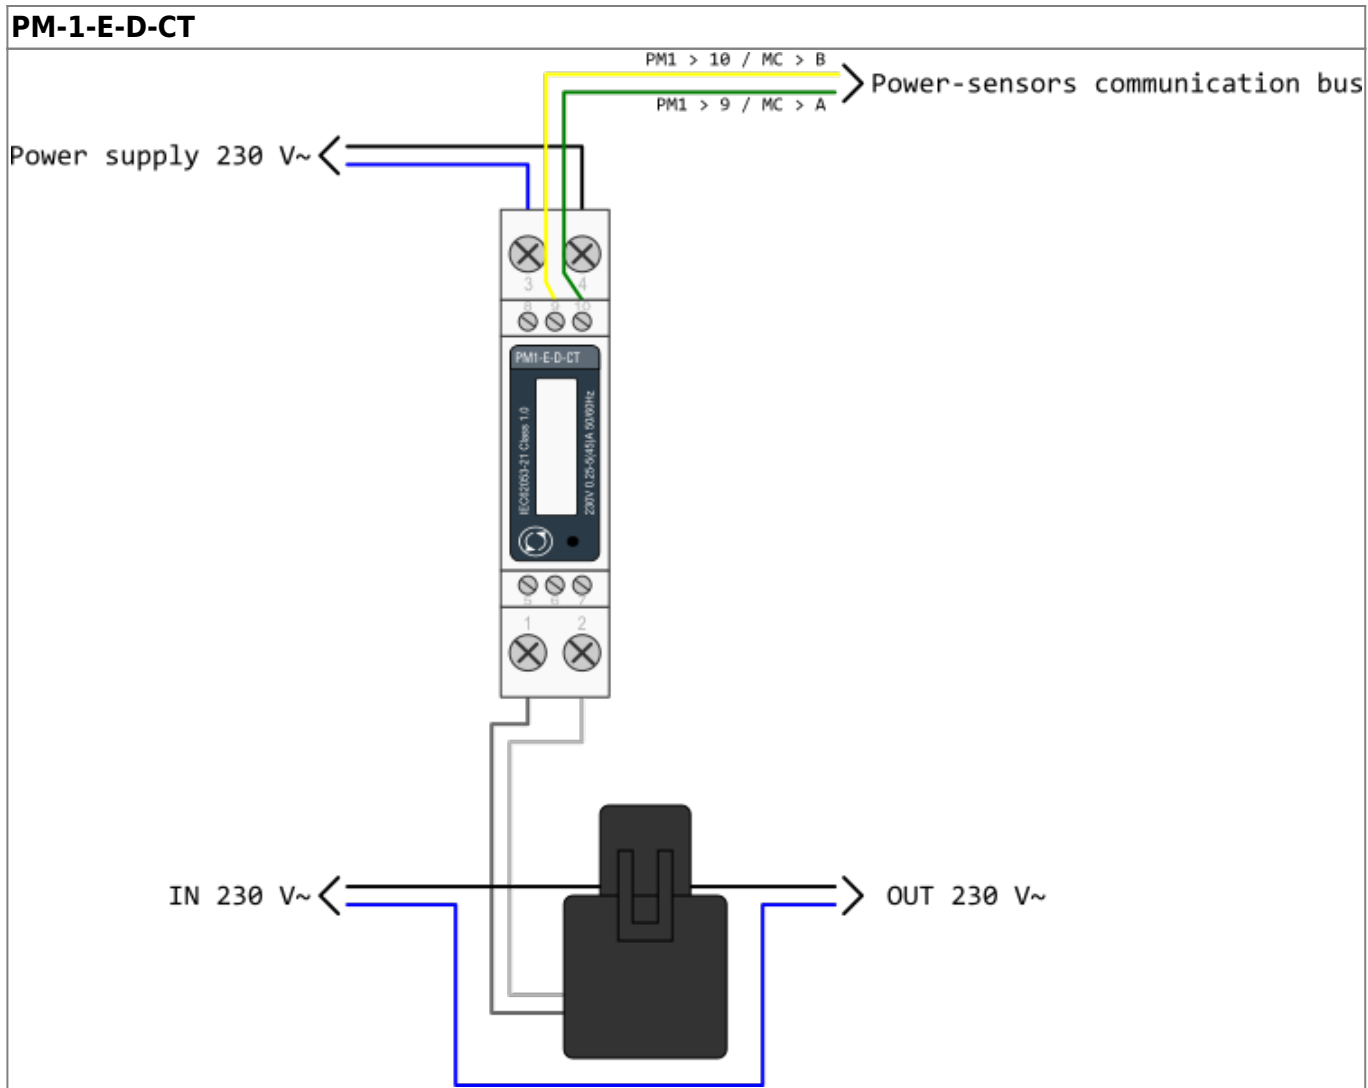 PM-1-E-D-CT
PM1 > 10 / MC > B
Power-sensors communication bus
PM1 > 9 / MC > A
Power supply 230 V~
3 4
8 9 10
PM1-E-D-CT
IEC62053-21 Class 1.0
230V 0.25-5(45)A 50/60Hz
5 6 7
1 2
IN 230 V~
OUT 230 V~